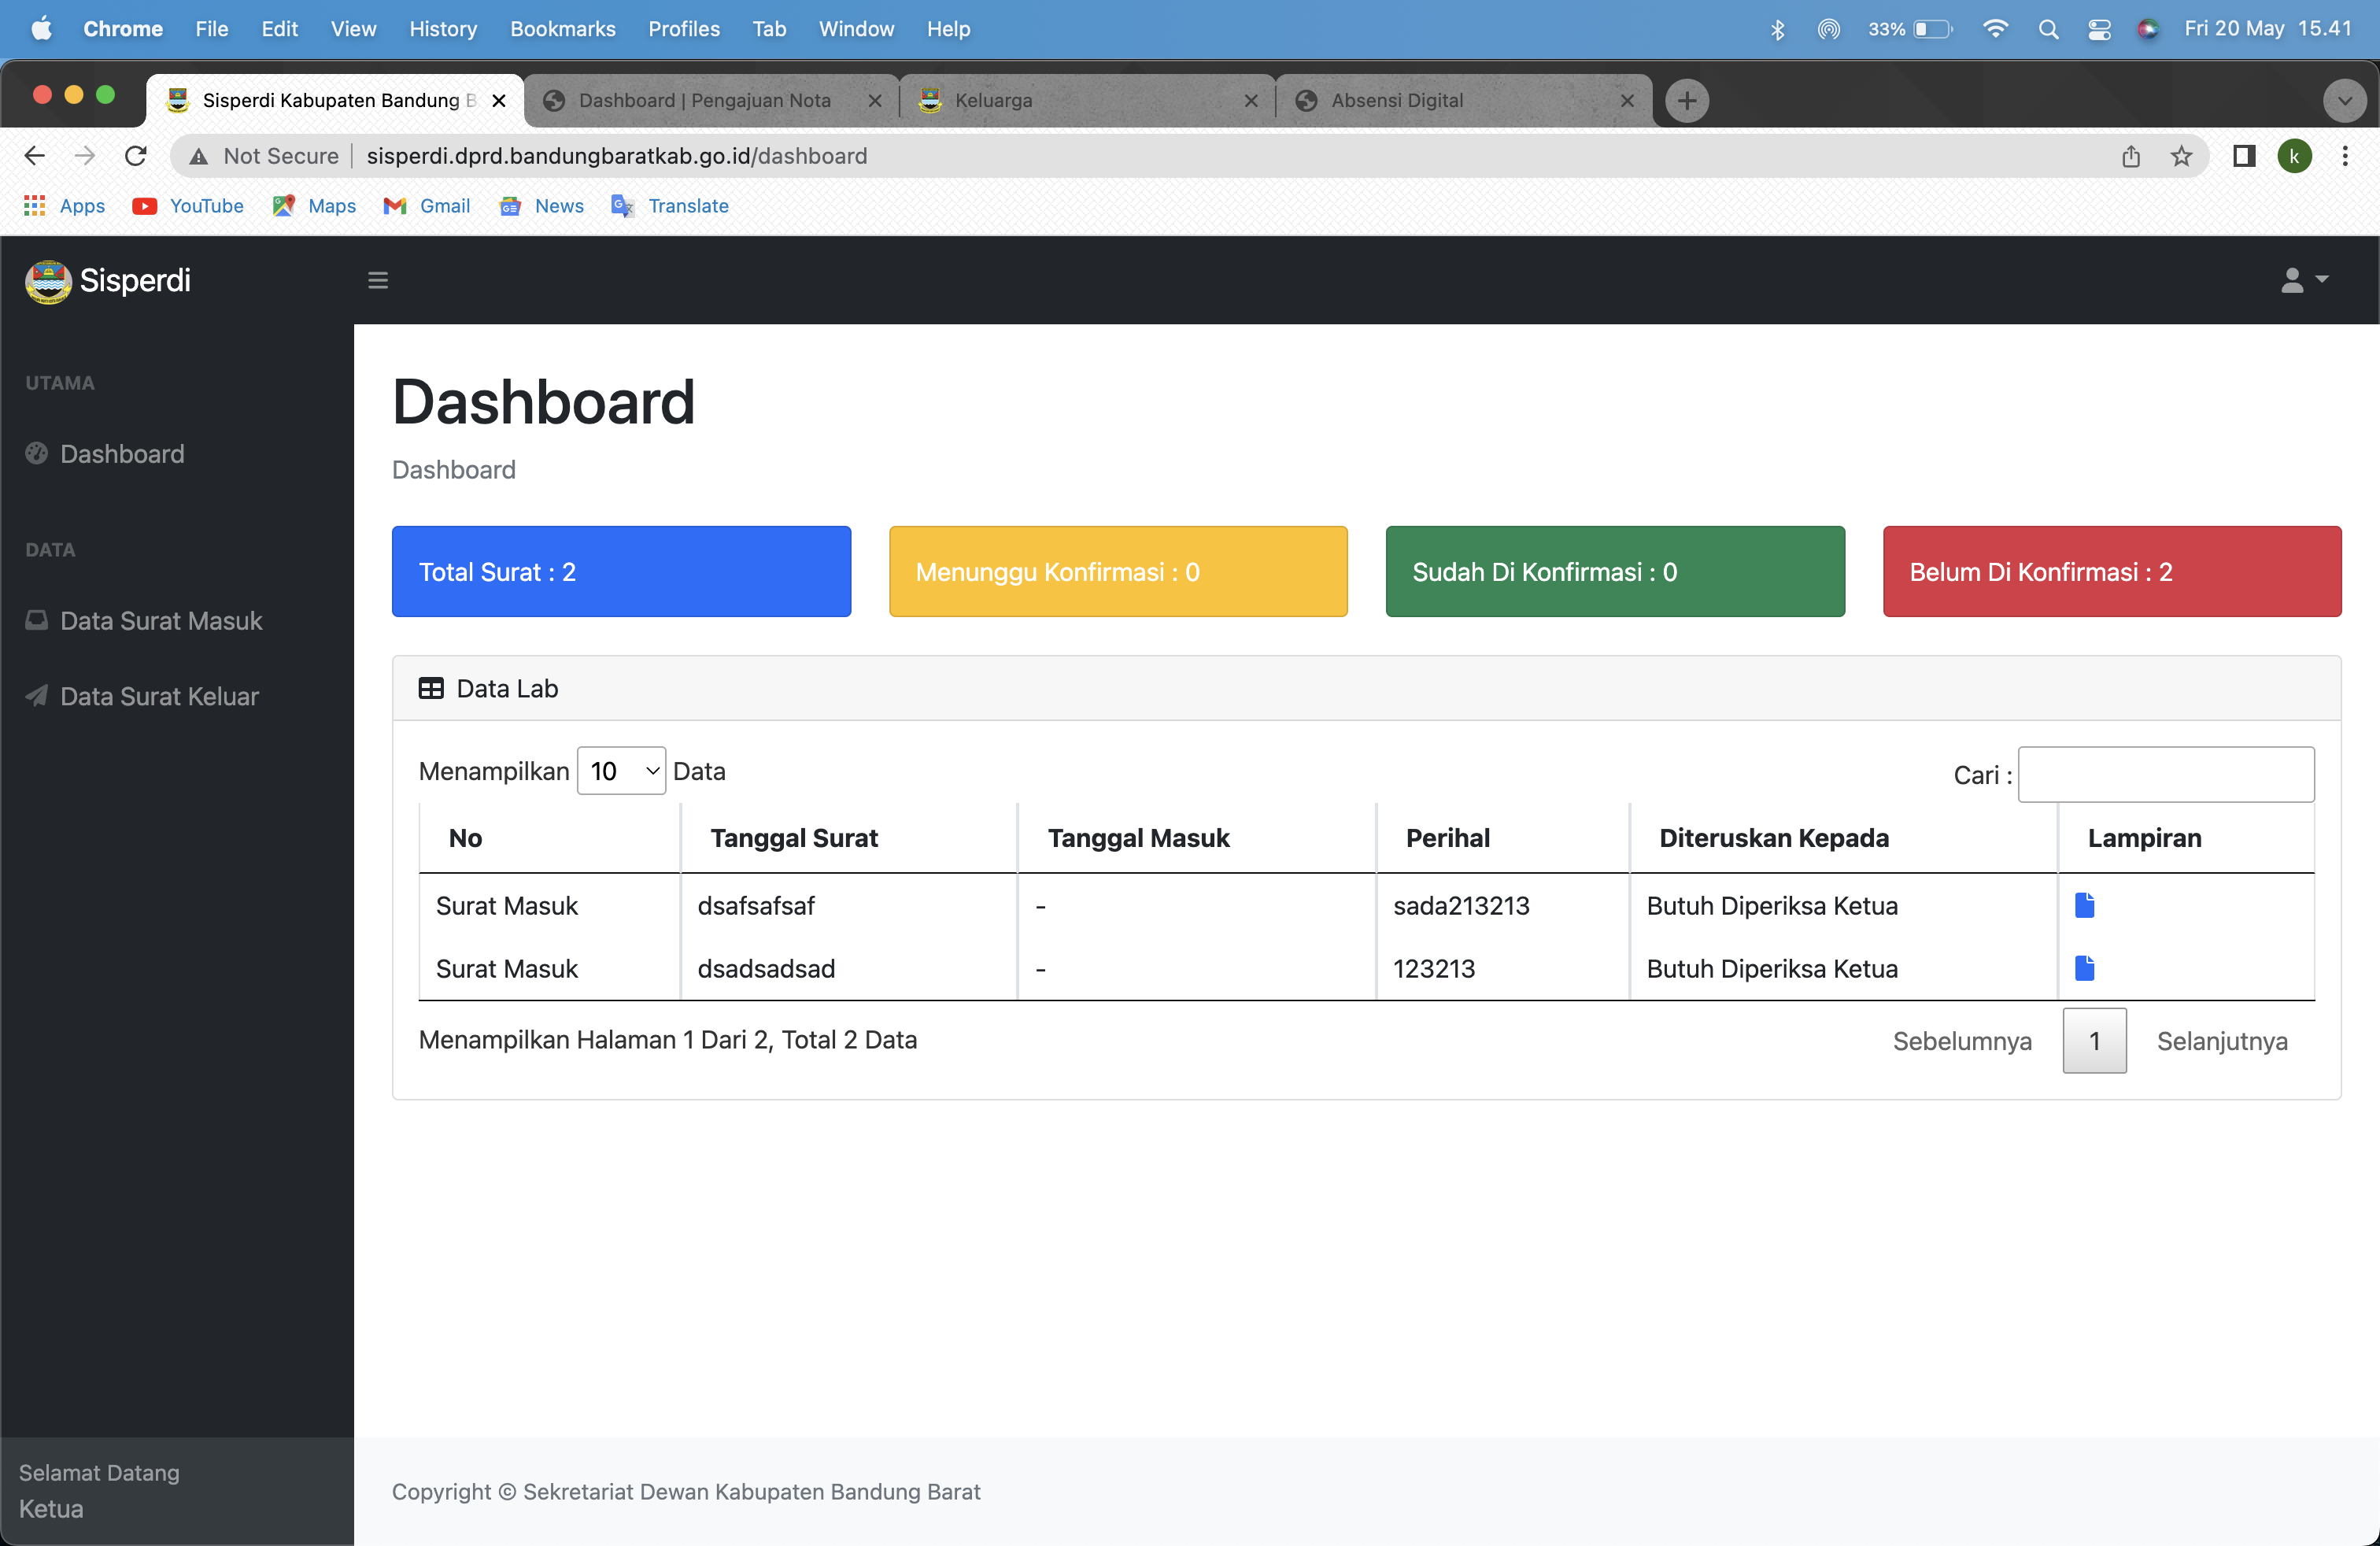 Chrome File Edit View History Bookmarks Profiles Tab Window Help 33% Fri 20 May 15.41
Sisperdi Kabupaten Bandung B Dashboard | Pengajuan Nota Keluarga Absensi Digital
Not Secure sisperdi.dprd.bandungbaratkab.go.id/dashboard k
Apps YouTube Maps Gmail News Translate
Sisperdi
UTAMA
Dashboard
DATA
Data Surat Masuk
Data Surat Keluar
Selamat Datang
Ketua
Dashboard
Dashboard
Total Surat : 2 Menunggu Konfirmasi : 0 Sudah Di Konfirmasi : 0 Belum Di Konfirmasi : 2
Data Lab
Menampilkan 10 Data Cari :
No Tanggal Surat Tanggal Masuk Perihal Diteruskan Kepada Lampiran
Surat Masuk dsafsafsaf - sada213213 Butuh Diperiksa Ketua
Surat Masuk dsadsadsad - 123213 Butuh Diperiksa Ketua
Menampilkan Halaman 1 Dari 2, Total 2 Data Sebelumnya 1 Selanjutnya
Copyright © Sekretariat Dewan Kabupaten Bandung Barat